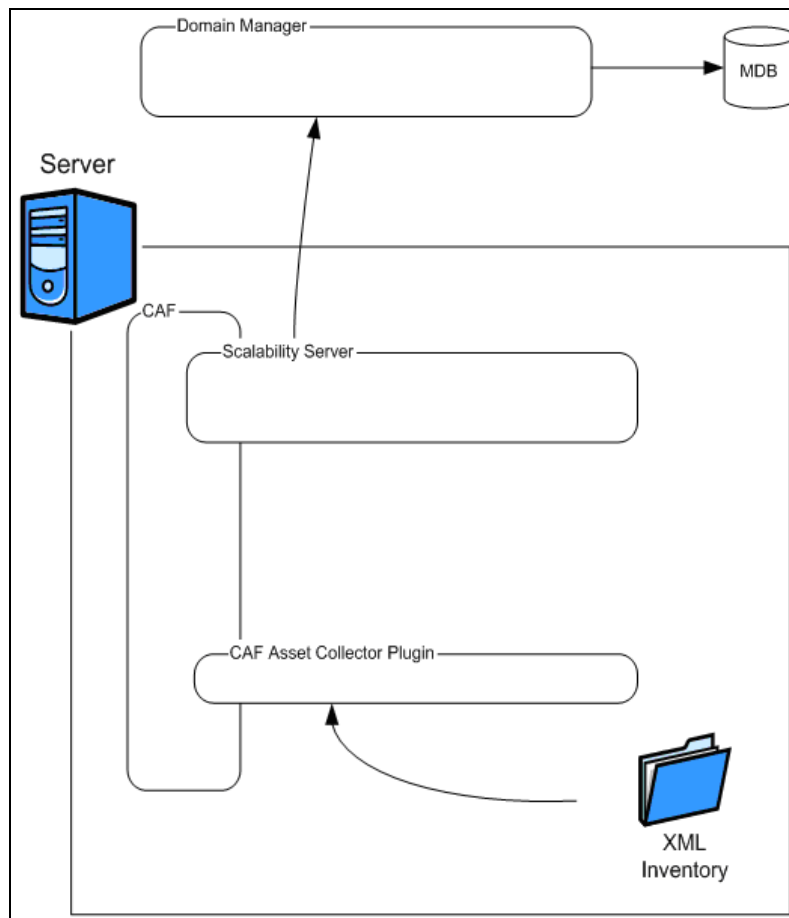 Domain Manager
MDB
Server
CAF
Scalability Server
CAF Asset Collector Plugin
XML
Inventory